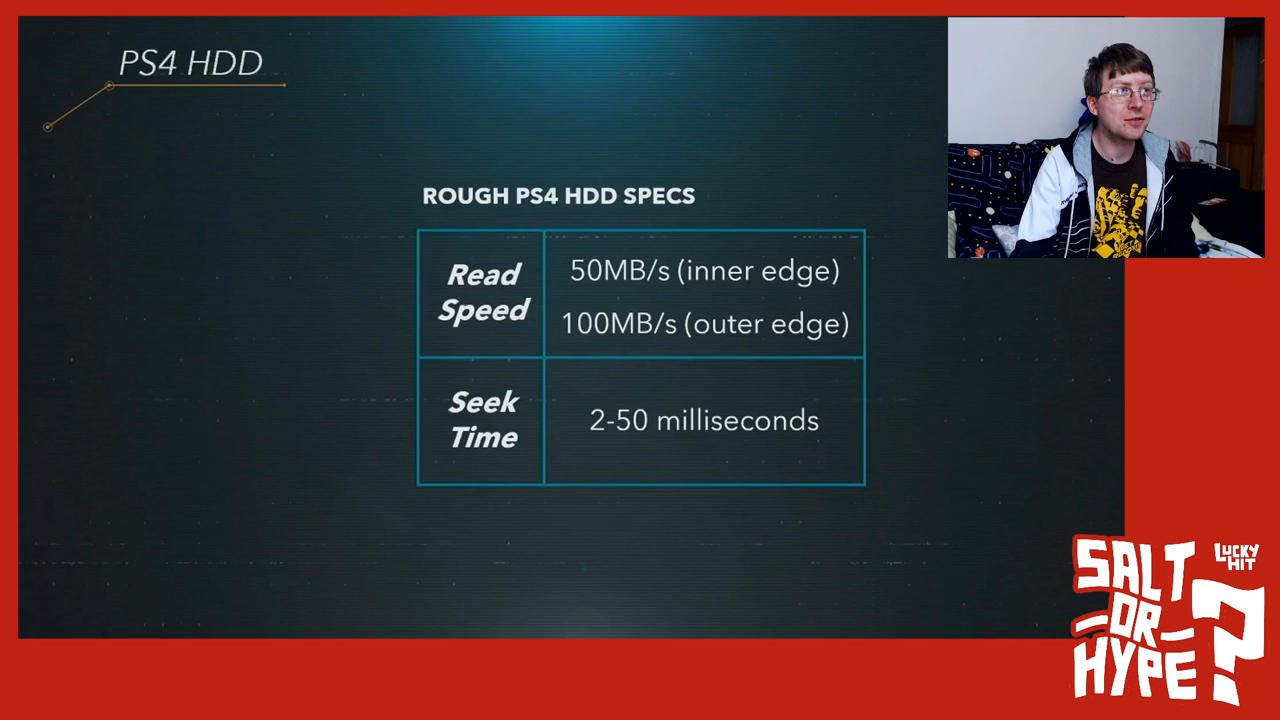 PS4 HDD
ROUGH PS4 HDD SPECS
Read
Speed
50MB/s (inner edge)
100MB/s (outer edge)
Seek
Time
2-50 milliseconds
SALT
OR
HYPE
?
LUCKY
HIT